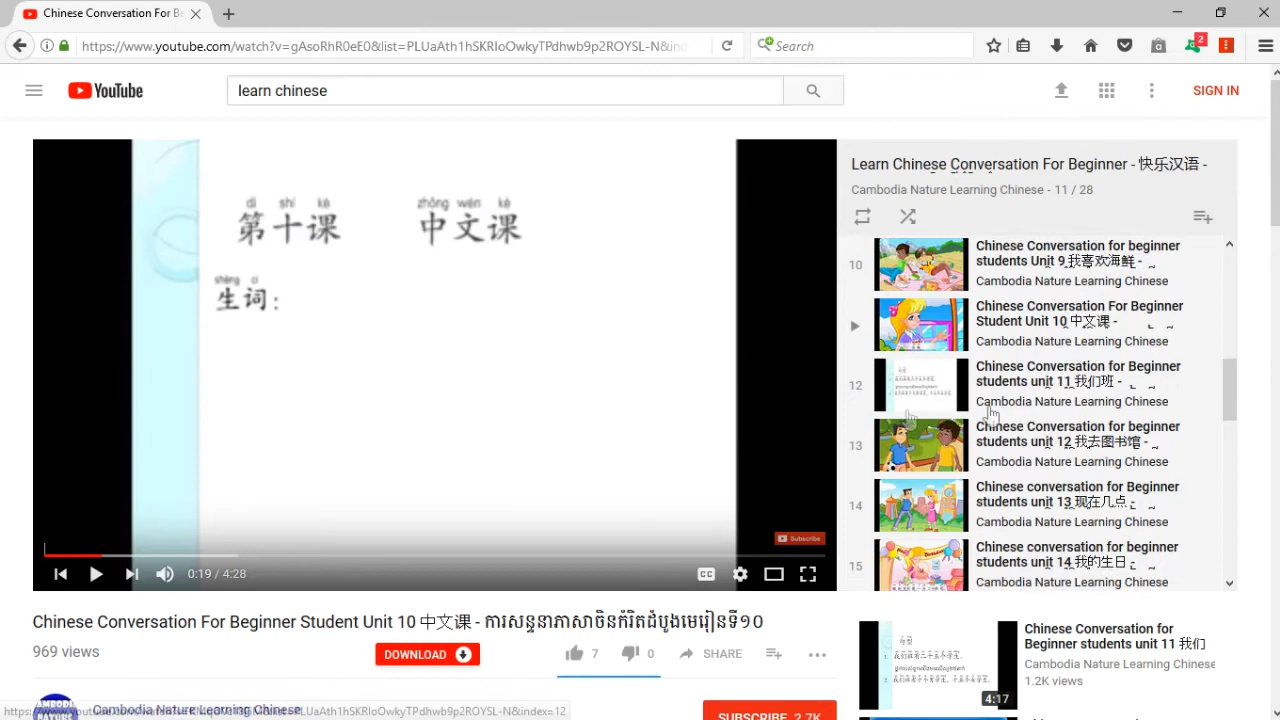 Chinese Conversation For Be
https://www.youtube.com/watch?v=gAsoRhR0eE0&list=PLUaAth1hSKRIbOwkyTPdhwb9p2ROYSL-N&ind
Search
2
YouTube
learn chinese
SIGN IN
dì shí kè
第十课
zhōng wén kè
中文课
shēng cí
生词：
Subscribe
0:19 / 4:28
CC
Learn Chinese Conversation For Beginner - 快乐汉语 -
Cambodia Nature Learning Chinese - 11 / 28
10
Chinese Conversation for beginner
students Unit 9 我喜欢海鲜 -
Cambodia Nature Learning Chinese
Chinese Conversation For Beginner
Student Unit 10 中文课 -
Cambodia Nature Learning Chinese
12
Chinese Conversation for Beginner
students unit 11 我们班 -
Cambodia Nature Learning Chinese
13
Chinese Conversation for beginner
students unit 12 我去图书馆 -
Cambodia Nature Learning Chinese
14
Chinese conversation for Beginner
students unit 13 现在几点 -
Cambodia Nature Learning Chinese
15
Chinese conversation for beginner
students unit 14 我的生日 -
Cambodia Nature Learning Chinese
Chinese Conversation For Beginner Student Unit 10 中文课 - ការសន្ទនាភាសាចិនកំរិតដំបូងមេរៀនទី១០
969 views
DOWNLOAD
7
0
SHARE
Cambodia Nature Learning Chinese
SUBSCRIBE 2.7K
Chinese Conversation for
Beginner students unit 11 我们
Cambodia Nature Learning Chinese
1.2K views
4:17